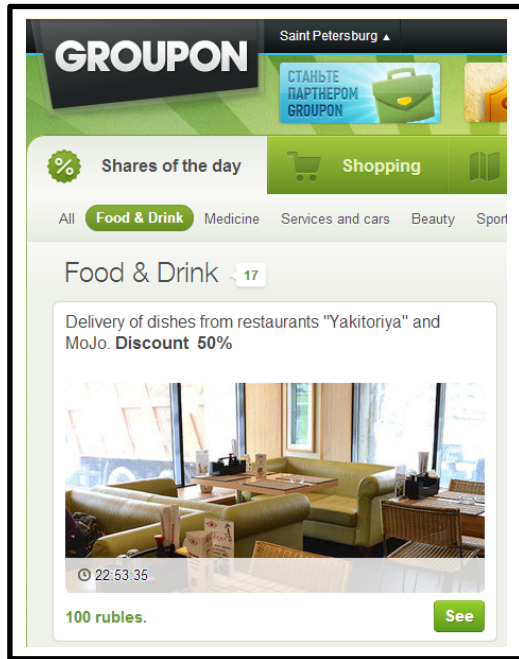 GROUPON
Saint Petersburg ▲
СТАНЬТЕ
ПАРТНЕРОМ
GROUPON
% Shares of the day
Shopping
All Food & Drink Medicine Services and cars Beauty Sport
Food & Drink 17
Delivery of dishes from restaurants "Yakitoriya" and
MoJo. Discount 50%
22:53:35
100 rubles.
See